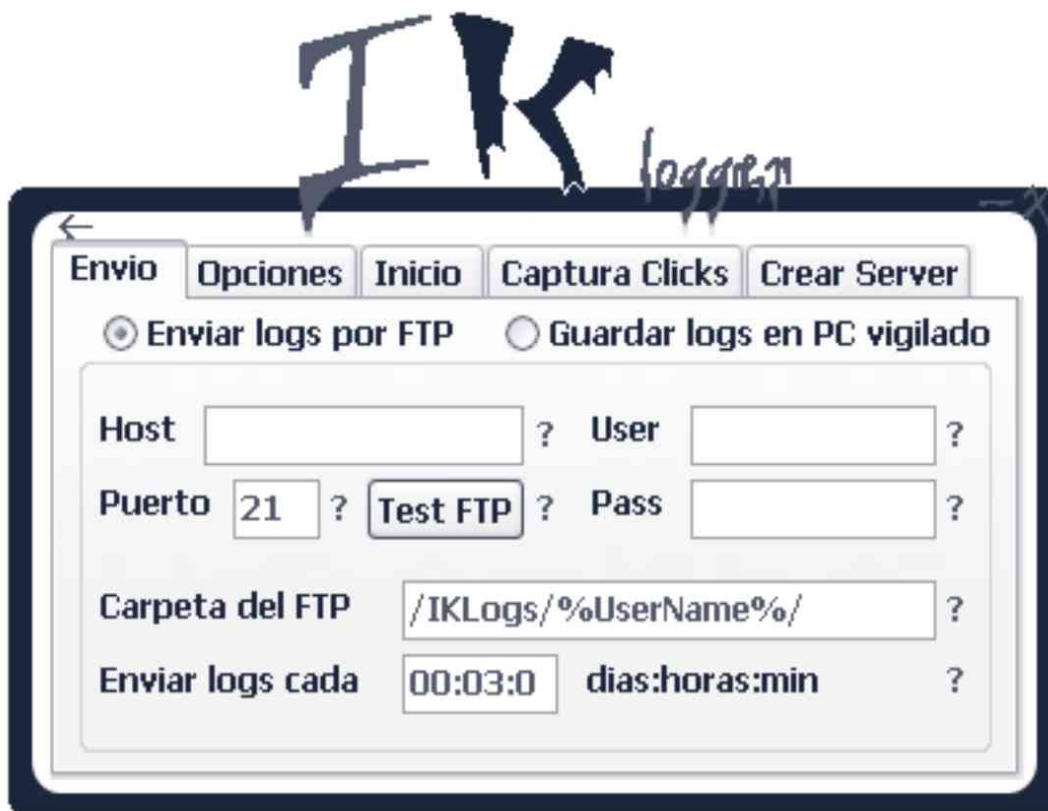 IK logger
Envio Opciones Inicio Captura Clicks Crear Server
Enviar logs por FTP Guardar logs en PC vigilado
Host ? User ?
Puerto 21 ? Test FTP ? Pass ?
Carpeta del FTP /IKLogs/%UserName%/ ?
Enviar logs cada 00:03:0 dias:horas:min ?